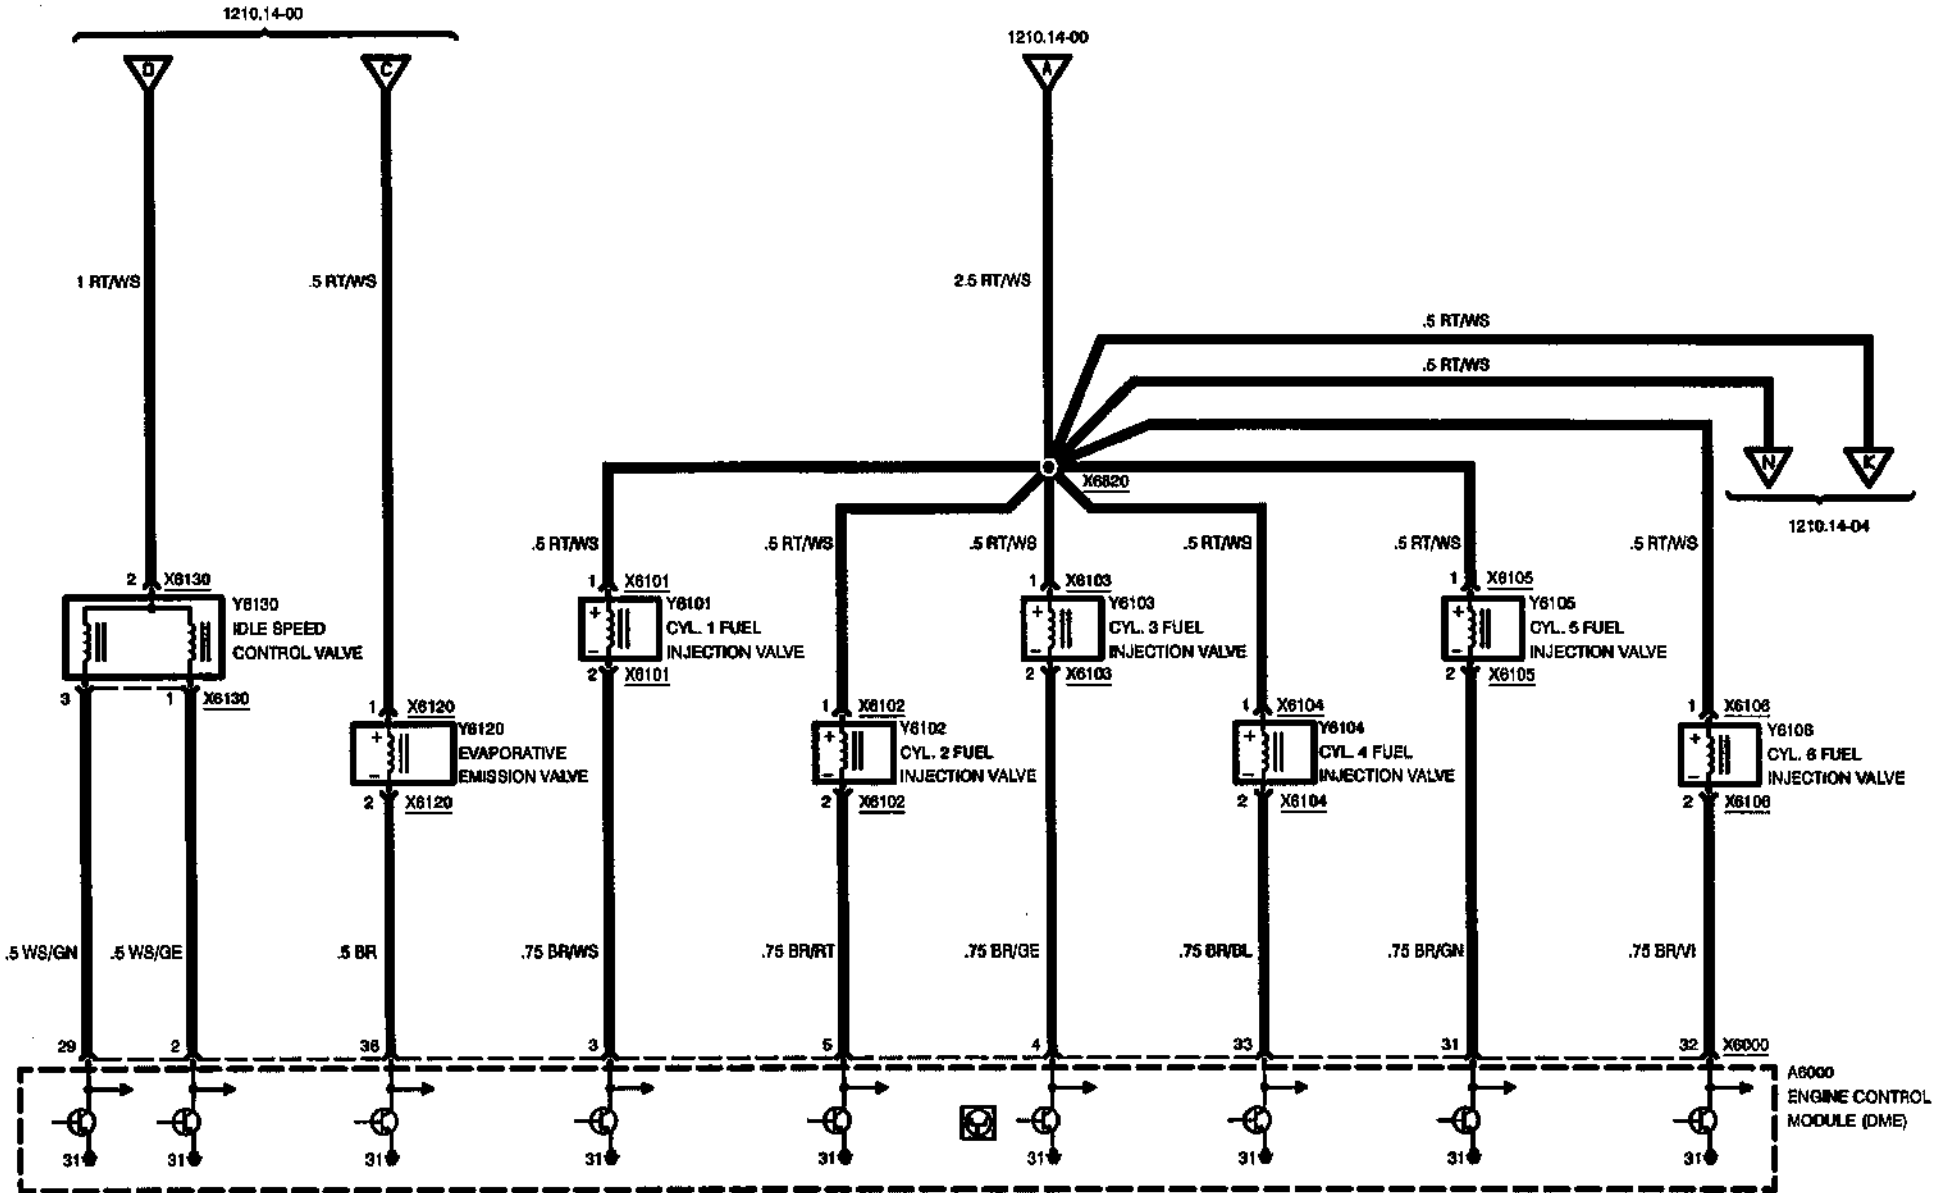 1210.14-00
1210.14-00
D
C
A
1 RT/WS
.5 RT/WS
2.5 RT/WS
.5 RT/WS
.5 RT/WS
N
K
X6820
1210.14-04
.5 RT/WS
.5 RT/WS
.5 RT/WS
.5 RT/WS
.5 RT/WS
.5 RT/WS
2 X6130
1 X6101
1 X6103
1 X6105
Y6130
IDLE SPEED
CONTROL VALVE
Y6101
CYL. 1 FUEL
INJECTION VALVE
+
-
Y6103
CYL. 3 FUEL
INJECTION VALVE
+
-
Y6105
CYL. 5 FUEL
INJECTION VALVE
+
-
3
1 X6130
2 X6101
2 X6103
2 X6105
1 X6120
1 X6102
1 X6104
1 X6106
Y6120
EVAPORATIVE
EMISSION VALVE
+
-
Y6102
CYL. 2 FUEL
INJECTION VALVE
+
-
Y6104
CYL. 4 FUEL
INJECTION VALVE
+
-
Y6106
CYL. 6 FUEL
INJECTION VALVE
+
-
2 X6120
2 X6102
2 X6104
2 X6106
.5 WS/GN
.5 WS/GE
.5 BR
.75 BR/WS
.75 BR/RT
.75 BR/GE
.75 BR/BL
.75 BR/GN
.75 BR/VI
29
2
36
3
5
4
33
31
32 X6000
A6000
ENGINE CONTROL
MODULE (DME)
31
31
31
31
31
31
31
31
31